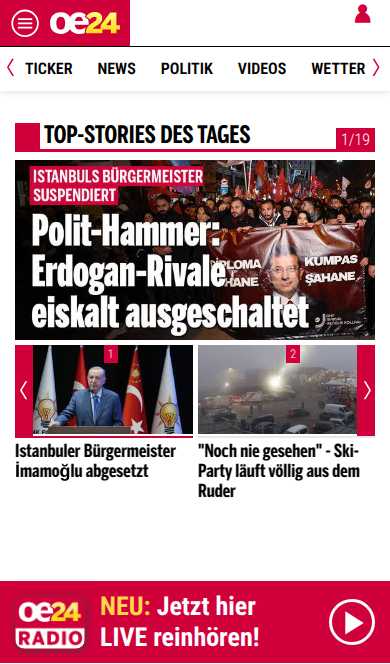 oe24
TICKER NEWS POLITIK VIDEOS WETTER
TOP-STORIES DES TAGES
1/19
ISTANBULS BÜRGERMEISTER
SUSPENDIERT
DIPLOMA
ŞAHANE
KUMPAS
ŞAHANE
Polit-Hammer:
Erdogan-Rivale
eiskalt ausgeschaltet
1
2
Istanbuler Bürgermeister
İmamoğlu abgesetzt
"Noch nie gesehen" - Ski-
Party läuft völlig aus dem
Ruder
oe24
RADIO
NEU: Jetzt hier
LIVE reinhören!